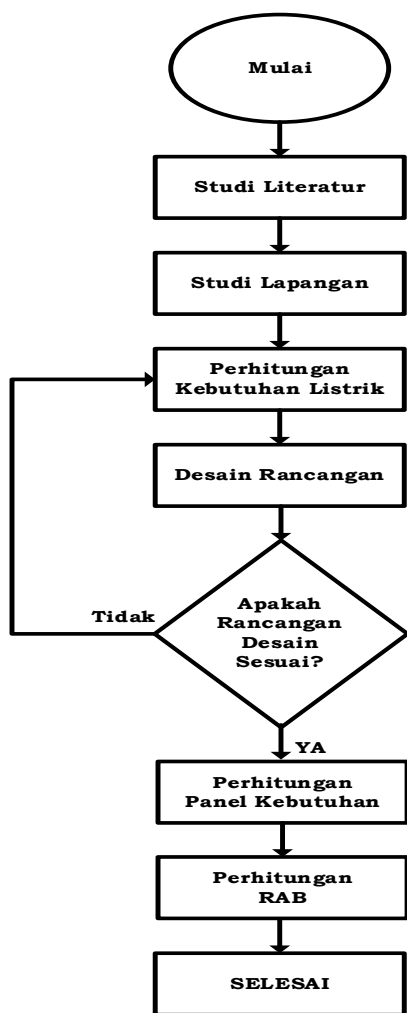 Mulai
Studi Literatur
Studi Lapangan
Perhitungan
Kebutuhan Listrik
Desain Rancangan
Tidak
Apakah
Rancangan
Desain
Sesuai?
YA
Perhitungan
Panel Kebutuhan
Perhitungan
RAB
SELESAI